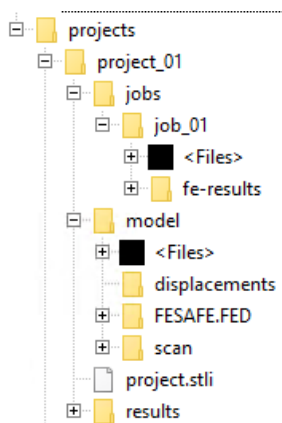 projects
project_01
jobs
job_01
<Files>
fe-results
model
<Files>
displacements
FESAFE.FED
scan
project.stli
results